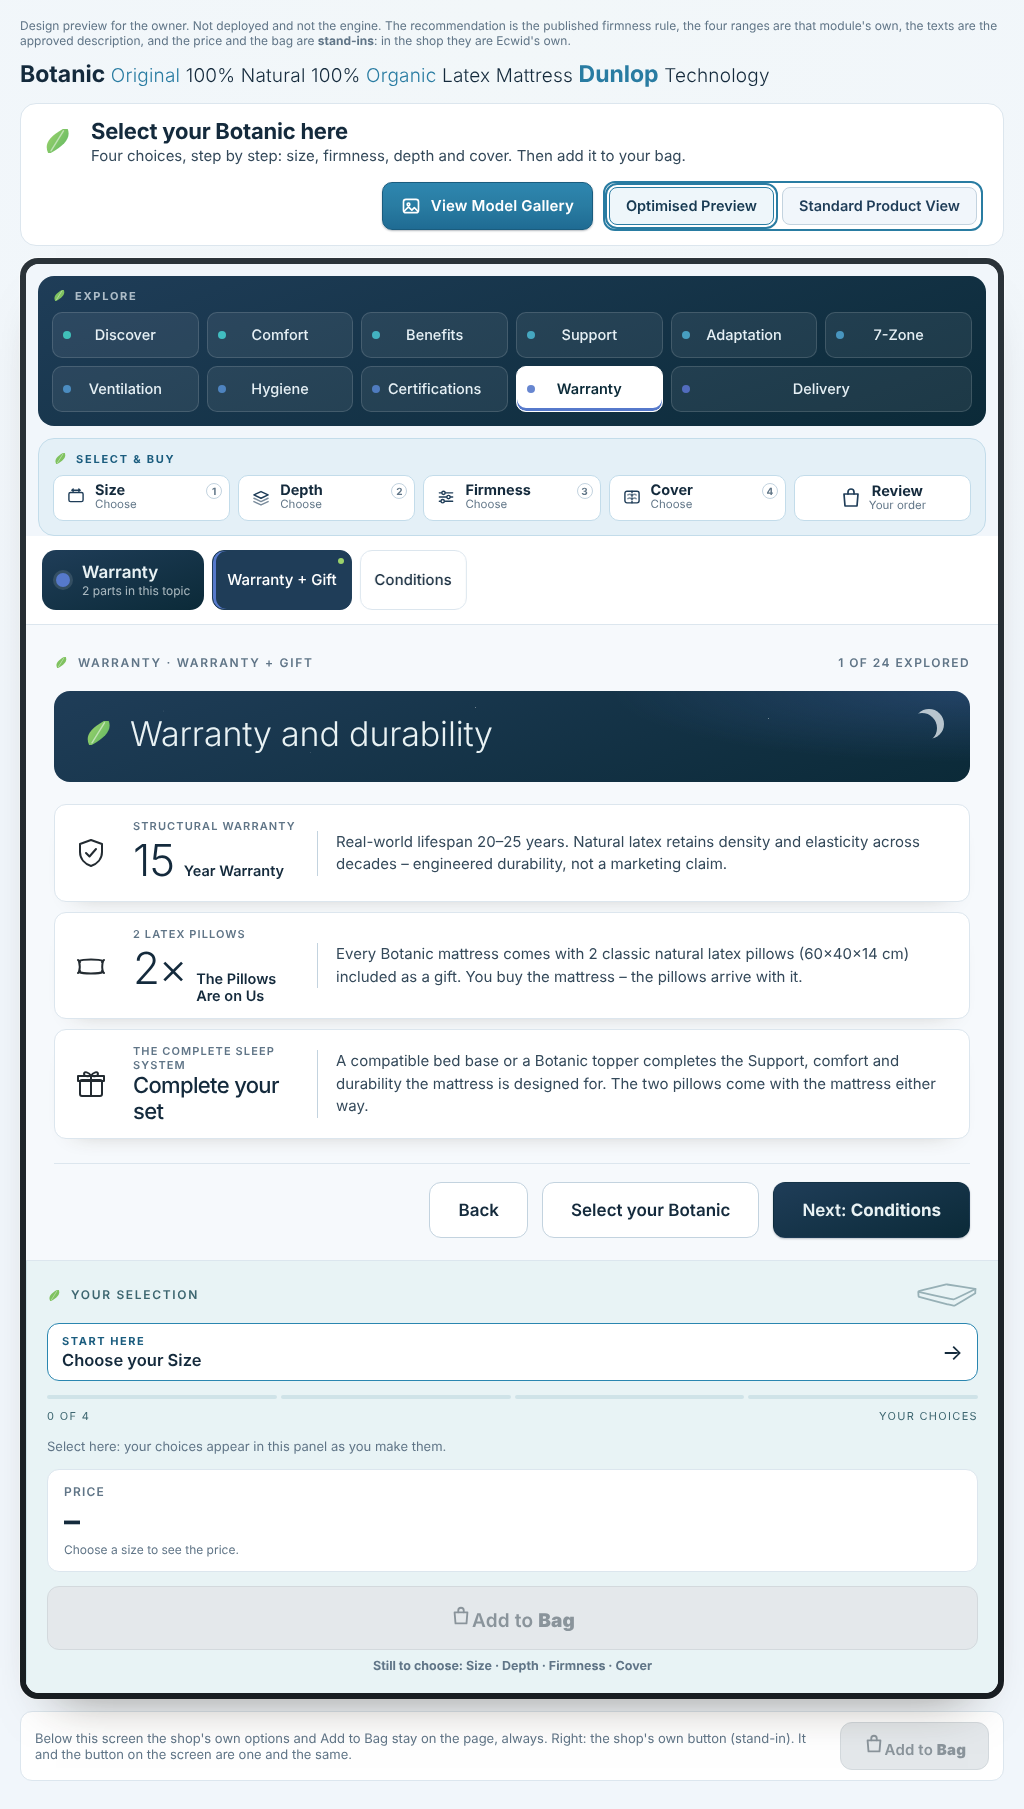 Design preview for the owner. Not deployed and not the engine. The recommendation is the published firmness rule, the four ranges are that module's own, the texts are the
approved description, and the price and the bag are stand-ins: in the shop they are Ecwid's own.
Botanic Original 100% Natural 100% Organic Latex Mattress Dunlop Technology
Select your Botanic here
Four choices, step by step: size, firmness, depth and cover. Then add it to your bag.
View Model Gallery
Optimised Preview
Standard Product View
EXPLORE
Discover
Comfort
Benefits
Support
Adaptation
7-Zone
Ventilation
Hygiene
Certifications
Warranty
Delivery
SELECT & BUY
Size
Choose
1
Depth
Choose
2
Firmness
Choose
3
Cover
Choose
4
Review
Your order
Warranty
2 parts in this topic
Warranty + Gift
Conditions
WARRANTY · WARRANTY + GIFT
1 OF 24 EXPLORED
Warranty and durability
STRUCTURAL WARRANTY
15 Year Warranty
Real-world lifespan 20–25 years. Natural latex retains density and elasticity across
decades – engineered durability, not a marketing claim.
2 LATEX PILLOWS
2× The Pillows
Are on Us
Every Botanic mattress comes with 2 classic natural latex pillows (60×40×14 cm)
included as a gift. You buy the mattress – the pillows arrive with it.
THE COMPLETE SLEEP
SYSTEM
Complete your
set
A compatible bed base or a Botanic topper completes the Support, comfort and
durability the mattress is designed for. The two pillows come with the mattress either
way.
Back
Select your Botanic
Next: Conditions
YOUR SELECTION
START HERE
Choose your Size
0 OF 4
YOUR CHOICES
Select here: your choices appear in this panel as you make them.
PRICE
–
Choose a size to see the price.
Add to Bag
Still to choose: Size · Depth · Firmness · Cover
Below this screen the shop's own options and Add to Bag stay on the page, always. Right: the shop's own button (stand-in). It
and the button on the screen are one and the same.
Add to Bag